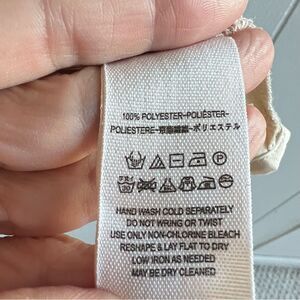 100% POLYESTER-POLIÉSTER-
POLIESTERE-聚酯纖維-ポリエステル
HAND WASH COLD SEPARATELY
DO NOT WRING OR TWIST
USE ONLY NON-CHLORINE BLEACH
RESHAPE & LAY FLAT TO DRY
LOW IRON AS NEEDED
MAY BE DRY CLEANED